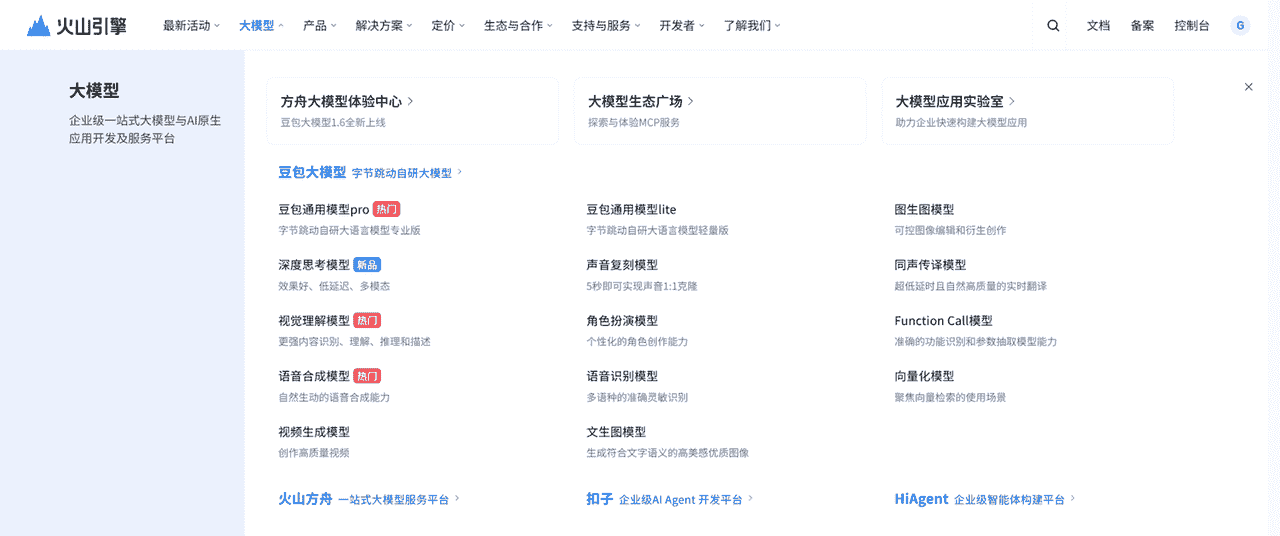 火山引擎 最新活动 大模型 产品 解决方案 定价 生态与合作 支持与服务 开发者 了解我们 文档 备案 控制台 G
大模型
企业级一站式大模型与AI原生
应用开发及服务平台
方舟大模型体验中心
豆包大模型1.6全新上线
大模型生态广场
探索与体验MCP服务
大模型应用实验室
助力企业快速构建大模型应用
豆包大模型 字节跳动自研大模型
豆包通用模型pro 热门
字节跳动自研大语言模型专业版
豆包通用模型lite
字节跳动自研大语言模型轻量版
图生图模型
可控图像编辑和衍生创作
深度思考模型 新品
效果好、低延迟、多模态
声音复刻模型
5秒即可实现声音1:1克隆
同声传译模型
超低延时且自然高质量的实时翻译
视觉理解模型 热门
更强内容识别、理解、推理和描述
角色扮演模型
个性化的角色创作能力
Function Call模型
准确的功能识别和参数抽取模型能力
语音合成模型 热门
自然生动的语音合成能力
语音识别模型
多语种的准确灵敏识别
向量化模型
聚焦向量检索的使用场景
视频生成模型
创作高质量视频
文生图模型
生成符合文字语义的高美感优质图像
火山方舟 一站式大模型服务平台
扣子 企业级AI Agent 开发平台
HiAgent 企业级智能体构建平台